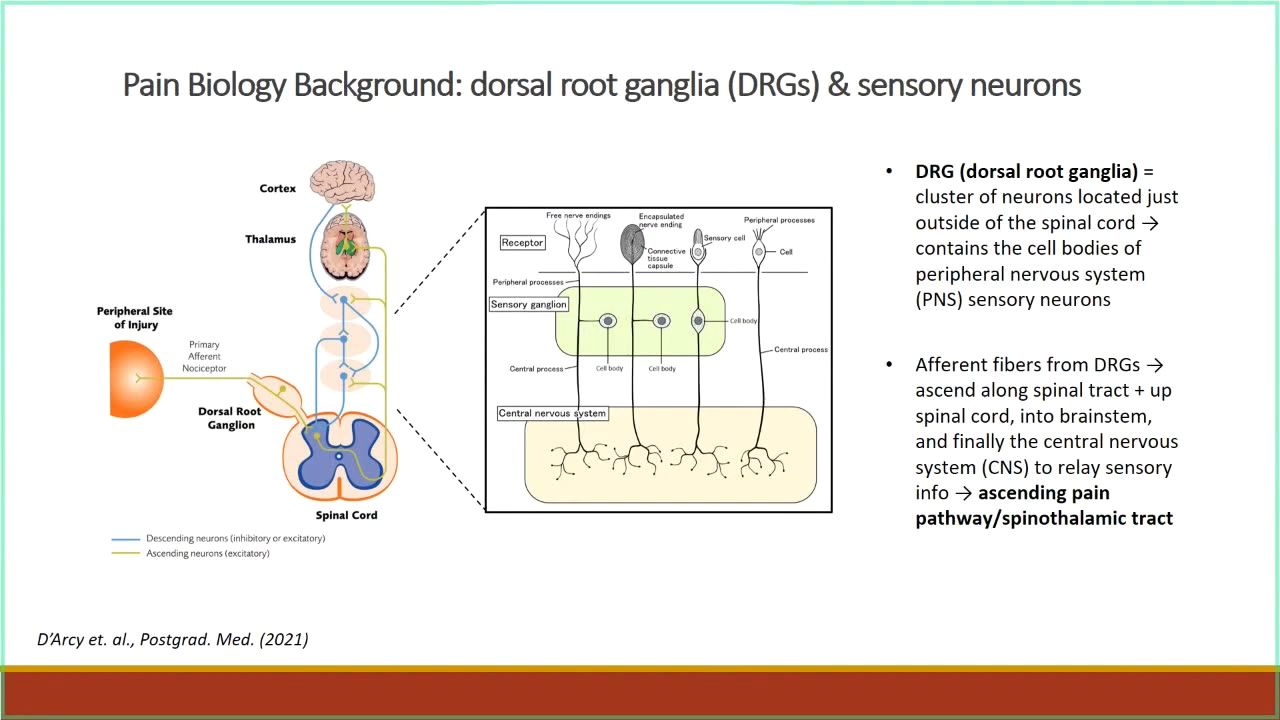 Pain Biology Background: dorsal root ganglia (DRGs) & sensory neurons
Cortex
Thalamus
Peripheral Site
of Injury
Primary
Afferent
Nociceptor
Dorsal Root
Ganglion
Spinal Cord
Descending neurons (inhibitory or excitatory)
Ascending neurons (excitatory)
Free nerve endings
Encapsulated
nerve ending
Peripheral processes
Receptor
Sensory cell
Connective
tissue
capsule
Cell
Peripheral processes
Sensory ganglion
Cell body
Central process
Cell body
Cell body
Central process
Central nervous system
• DRG (dorsal root ganglia) =
cluster of neurons located just
outside of the spinal cord →
contains the cell bodies of
peripheral nervous system
(PNS) sensory neurons
• Afferent fibers from DRGs →
ascend along spinal tract + up
spinal cord, into brainstem,
and finally the central nervous
system (CNS) to relay sensory
info → ascending pain
pathway/spinothalamic tract
D’Arcy et. al., Postgrad. Med. (2021)